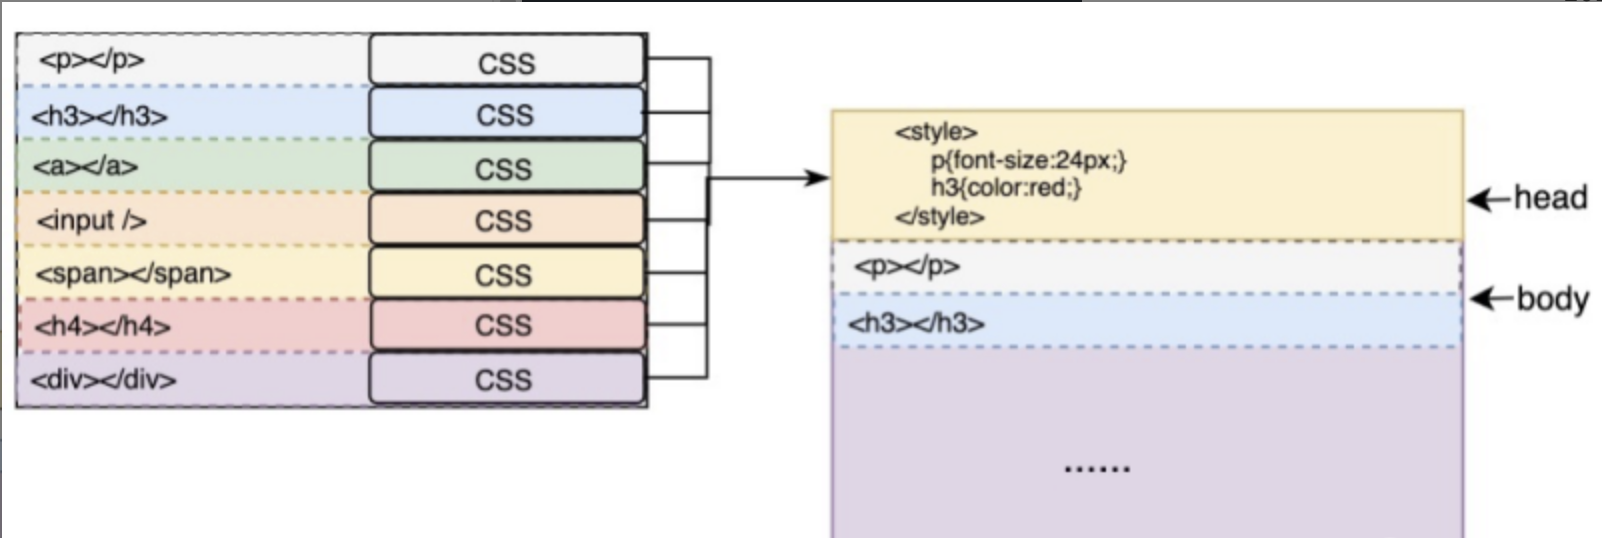 <p></p> CSS
<h3></h3> CSS
<a></a> CSS
<input /> CSS
<span></span> CSS
<h4></h4> CSS
<div></div> CSS
<style>
p{font-size:24px;}
h3{color:red;}
</style>
head
<p></p>
body
<h3></h3>
......